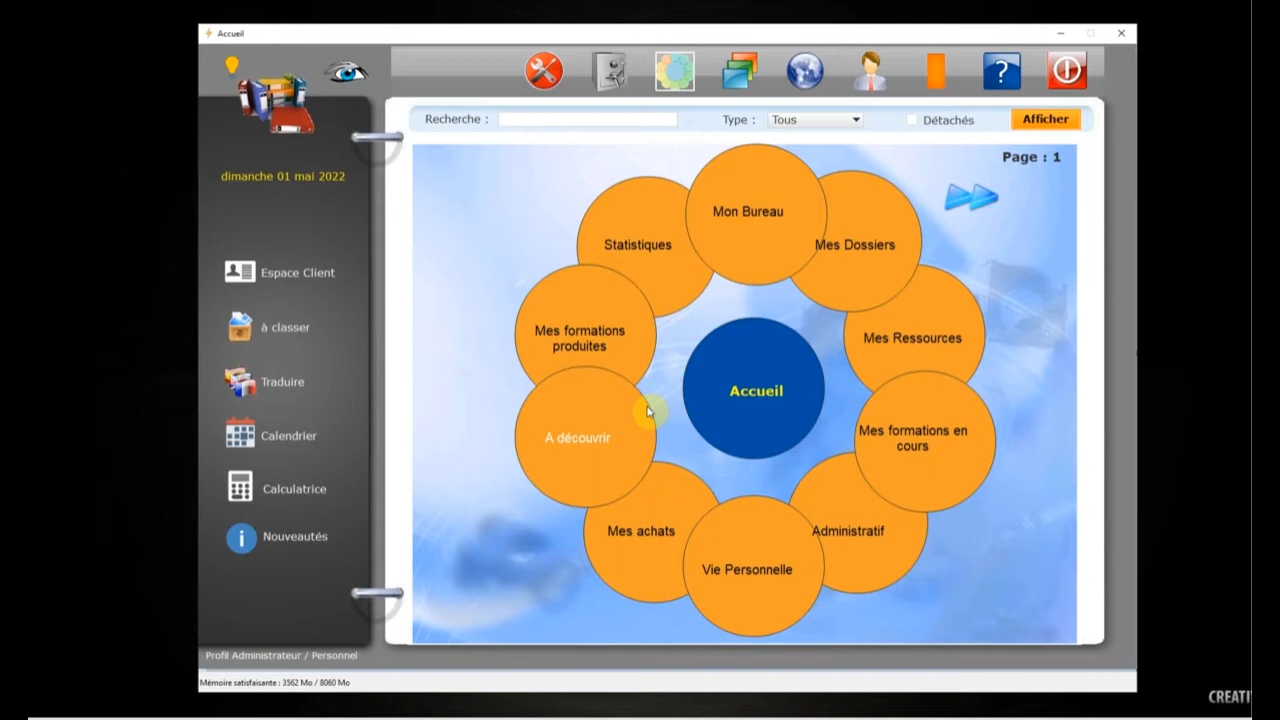 Accueil
Recherche :
Type :
Tous
Détachés
Afficher
Page : 1
dimanche 01 mai 2022
Espace Client
à classer
Traduire
Calendrier
Calculatrice
Nouveautés
Mon Bureau
Statistiques
Mes Dossiers
Mes formations
produites
Mes Ressources
Accueil
A découvrir
Mes formations en
cours
Mes achats
Administratif
Vie Personnelle
Profil Administrateur / Personnel
Mémoire satisfaisante : 3562 Mo / 8060 Mo